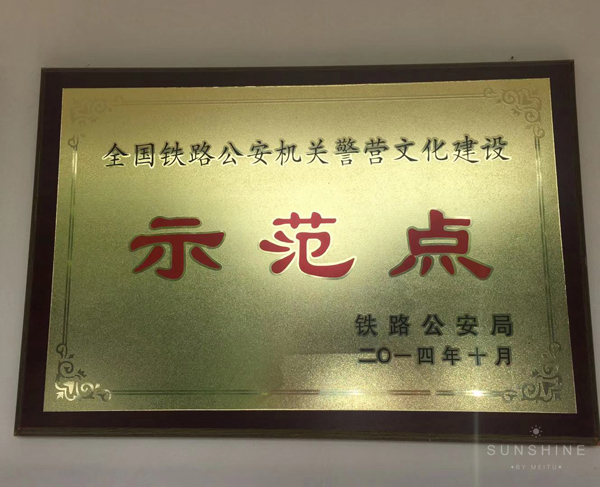 全国铁路公安机关警营文化建设
示范点
铁路公安局
二〇一四年十月
SUNSHINE
BY MEITU